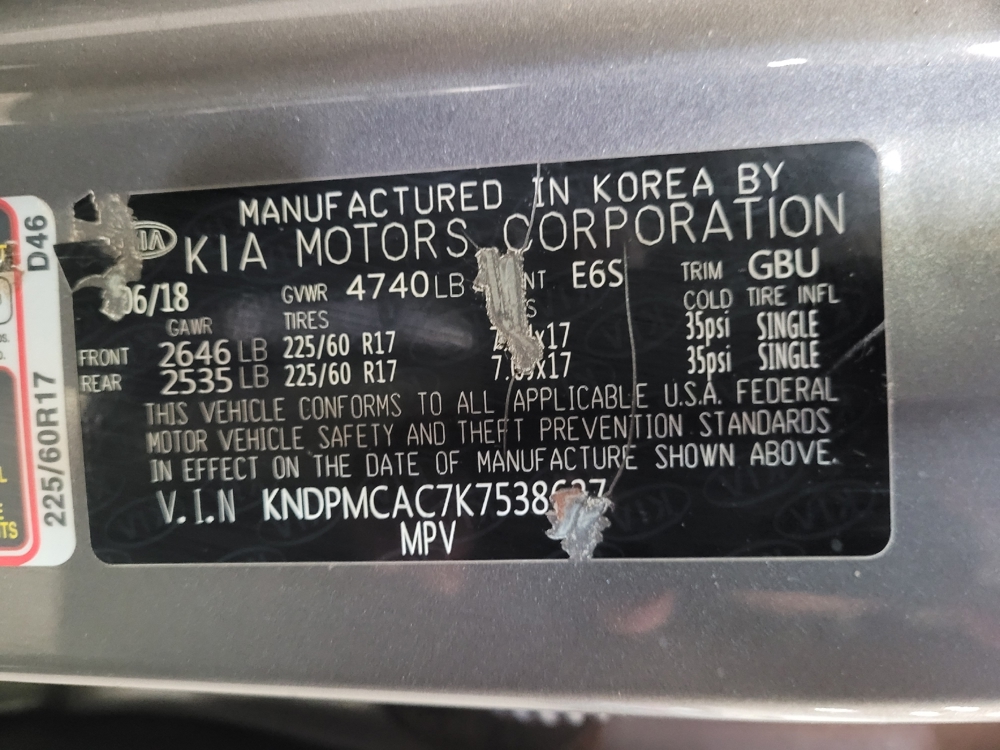 MANUFACTURED IN KOREA BY
KIA KIA MOTORS CORPORATION
06/18 GVWR 4740LB E6S TRIM GBU
GAWR TIRES COLD TIRE INFL
FRONT 2646 LB 225/60 R17 35psi SINGLE
REAR 2535 LB 225/60 R17 35psi SINGLE
THIS VEHICLE CONFORMS TO ALL APPLICABLE U.S.A. FEDERAL
MOTOR VEHICLE SAFETY AND THEFT PREVENTION STANDARDS
IN EFFECT ON THE DATE OF MANUFACTURE SHOWN ABOVE.
V.I.N
MPV
D46
225/60R17